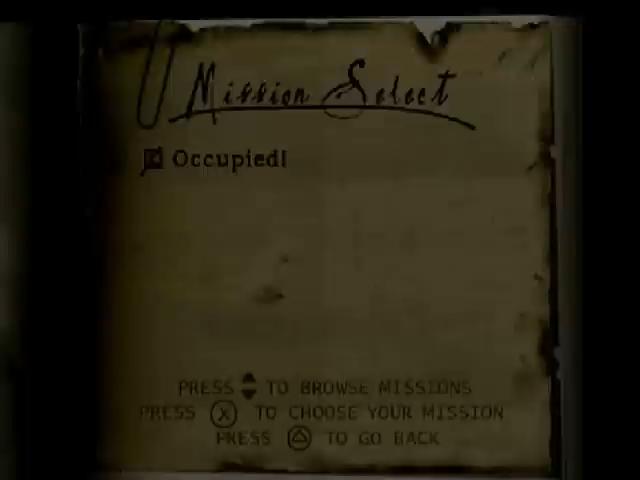 Mission Select
Occupied!
PRESS TO BROWSE MISSIONS
PRESS X TO CHOOSE YOUR MISSION
PRESS TO GO BACK